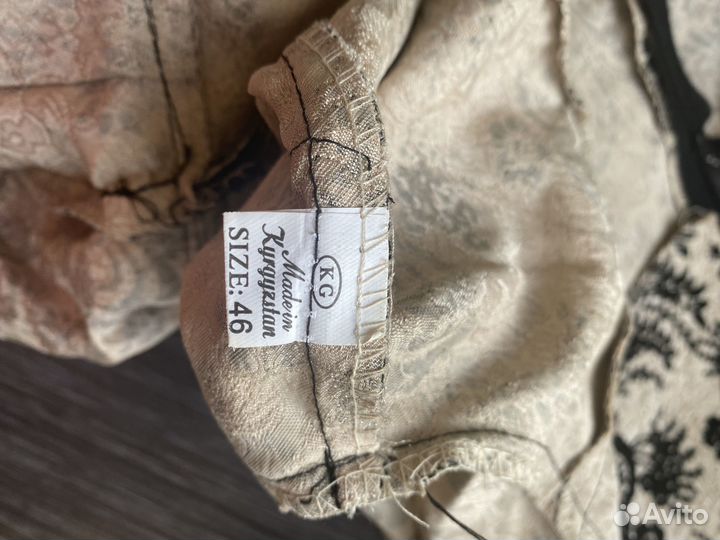 KG
Made in
Kyrgyzstan
SIZE: 46
Avito